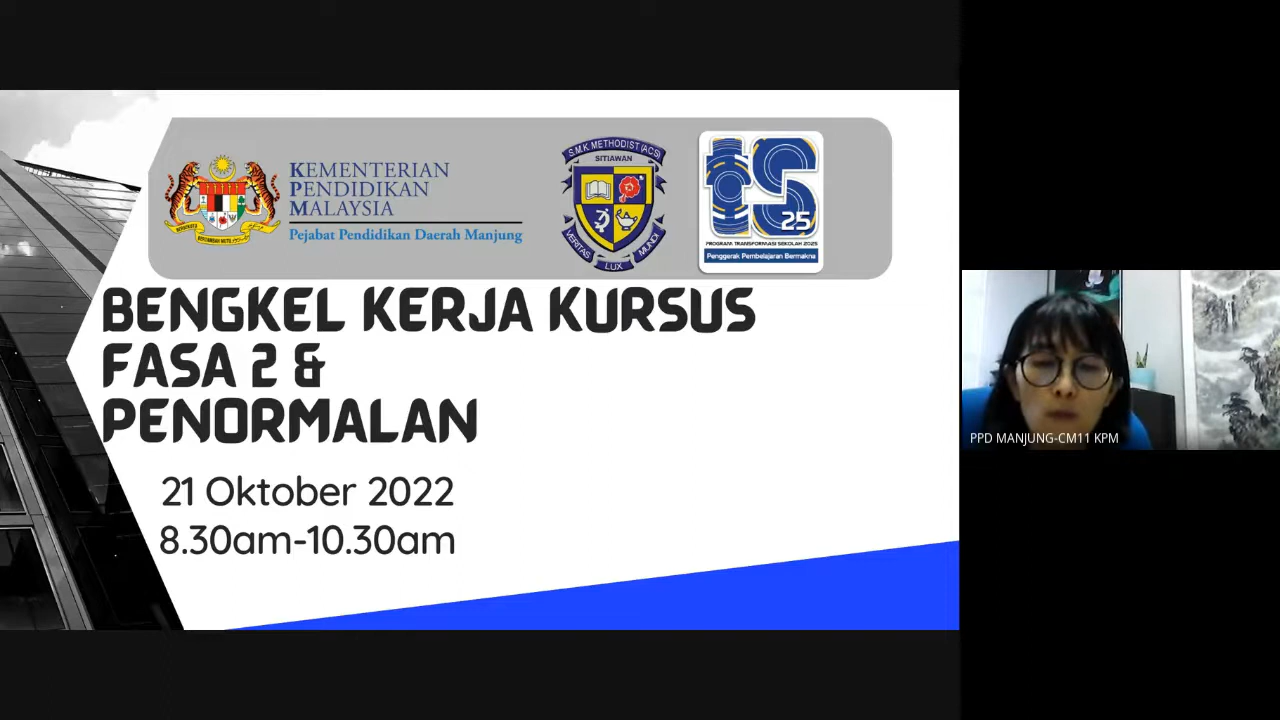 KEMENTERIAN
PENDIDIKAN
MALAYSIA
Pejabat Pendidikan Daerah Manjung
S.M.K METHODIST (ACS)
SITIAWAN
VERITAS LUX MUNDI
tS
25
PROGRAM TRANSFORMASI SEKOLAH 2025
Penggerak Pembelajaran Bermakna
BENGKEL KERJA KURSUS
FASA 2 &
PENORMALAN
21 Oktober 2022
8.30am-10.30am
PPD MANJUNG-CM11 KPM